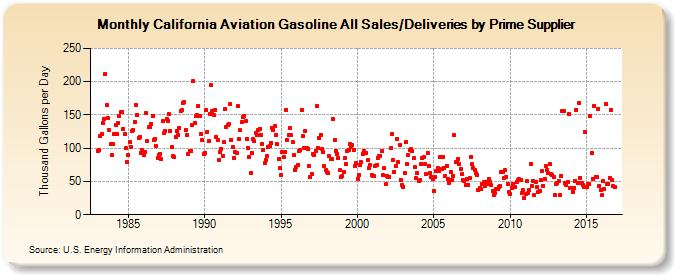 Monthly California Aviation Gasoline All Sales/Deliveries by Prime Supplier
Thousand Gallons per Day
250
200
150
100
50
0
1985 1990 1995 2000 2005 2010 2015
Source: U.S. Energy Information Administration